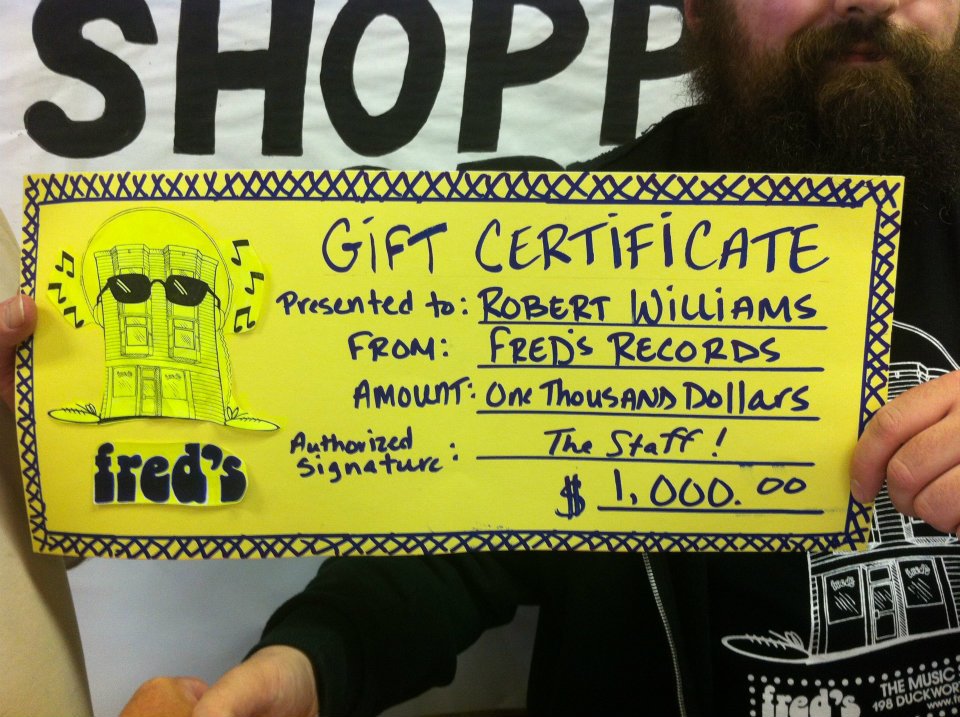 SHOPP
GiFT CERTiFiCATE
Presented to: ROBERT WilliAMS
FROM: FRED's RECORDS
AMOUNT: One THousAND Dollars
Authorized
signature: The Staff!
$ 1,000.00
fred's
fred's
THE MUSIC
198 DUCKWOR